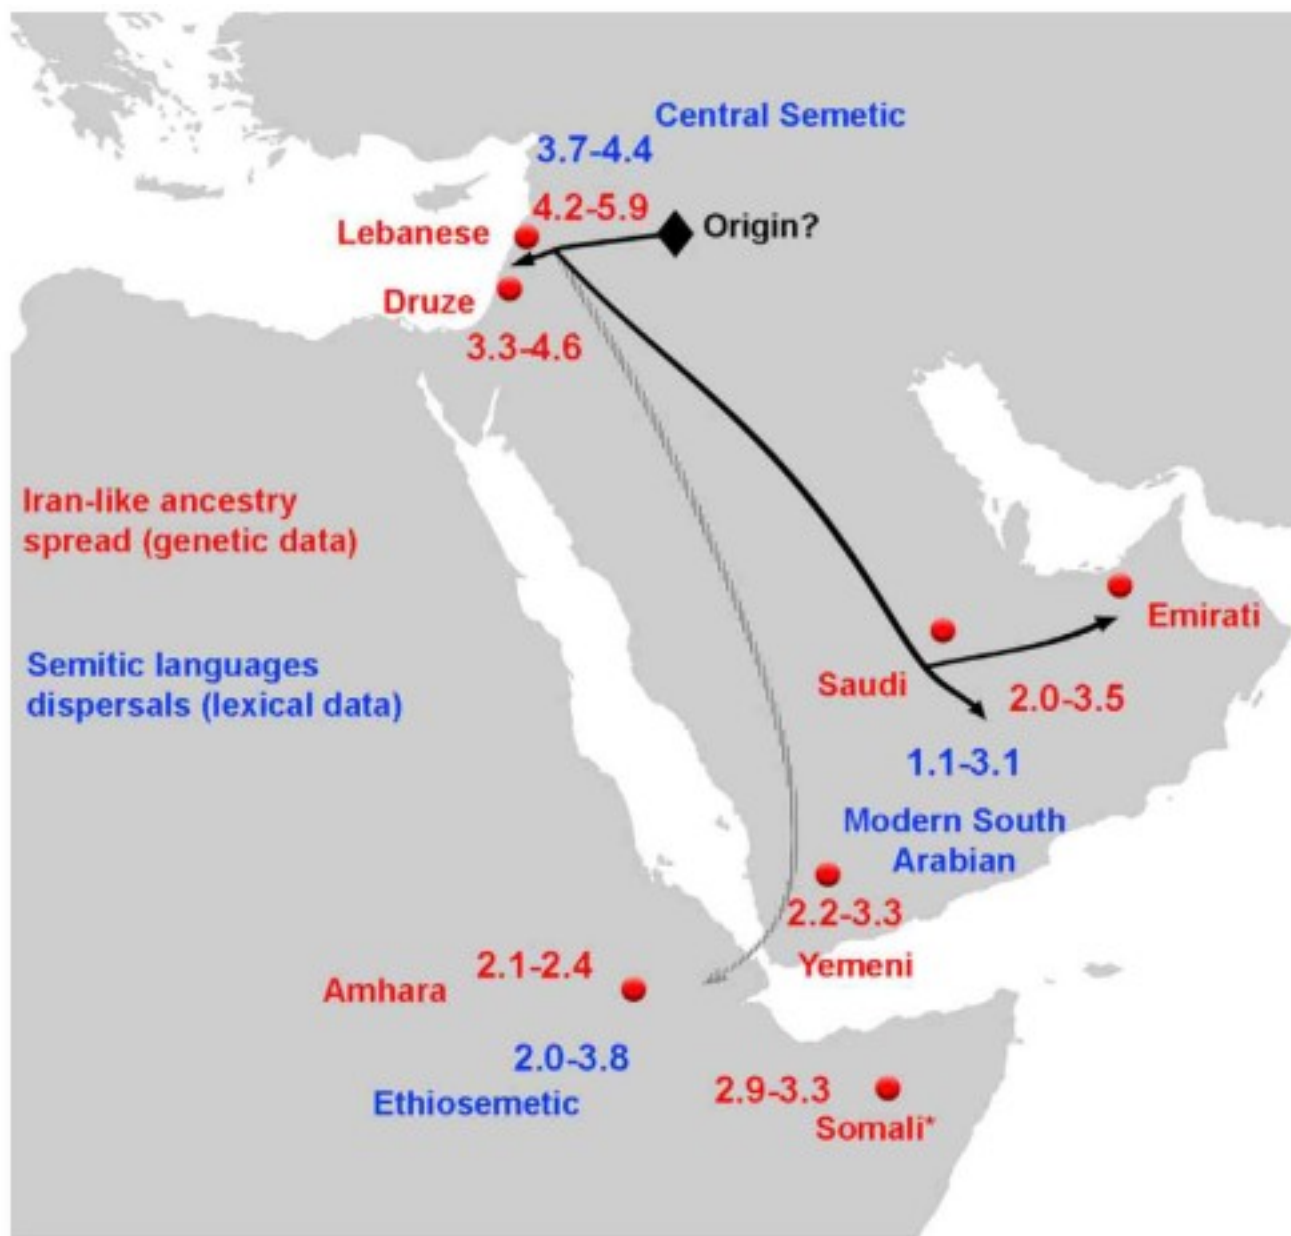 Central Semetic
3.7-4.4
4.2-5.9
Origin?
Lebanese
Druze
3.3-4.6
Iran-like ancestry
spread (genetic data)
Emirati
Semitic languages
dispersals (lexical data)
Saudi
2.0-3.5
1.1-3.1
Modern South
Arabian
2.2-3.3
Yemeni
2.1-2.4
Amhara
2.0-3.8
Ethiosemetic
2.9-3.3
Somali*